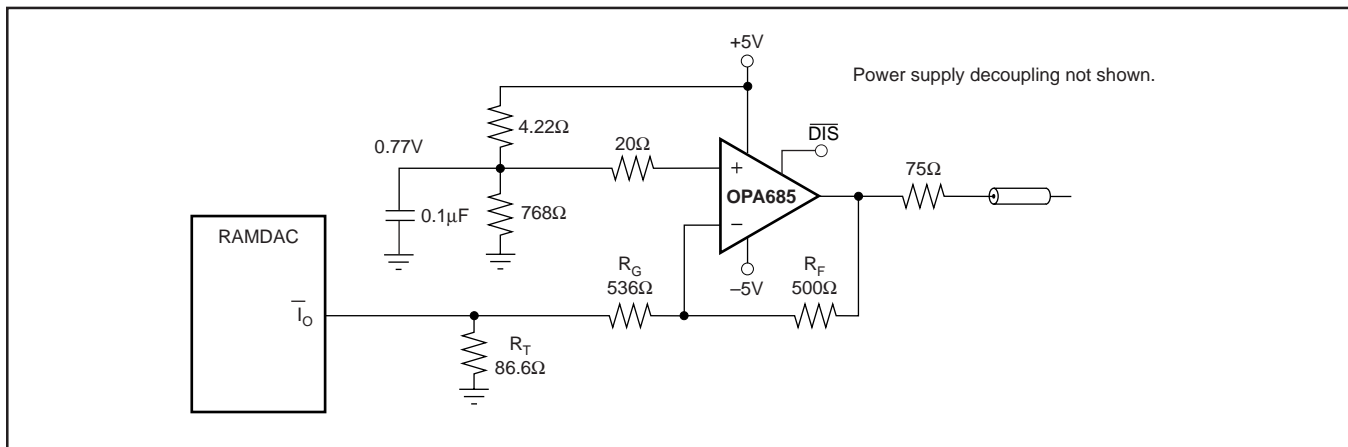 +5V
Power supply decoupling not shown.
4.22Ω
DIS
0.77V
20Ω
75Ω
+
OPA685
0.1µF
768Ω
−
RAMDAC
R_G
536Ω
−5V
R_F
500Ω
I_O
R_T
86.6Ω